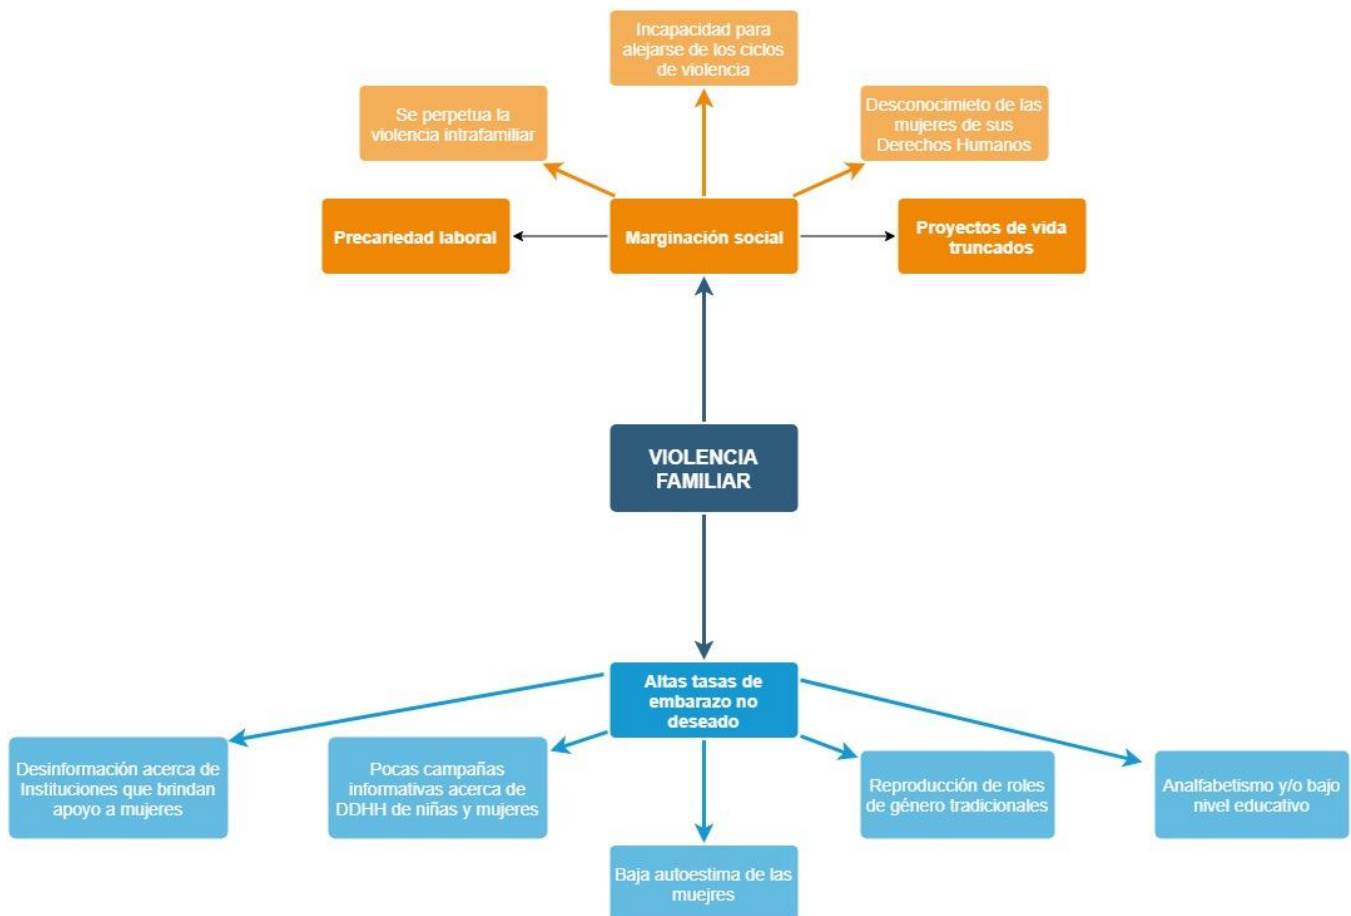 Incapacidad para
alejarse de los ciclos
de violencia
Se perpetua la
violencia intrafamiliar
Desconocimieto de las
mujeres de sus
Derechos Humanos
Precariedad laboral
Marginación social
Proyectos de vida
truncados
VIOLENCIA
FAMILIAR
Altas tasas de
embarazo no
deseado
Desinformación acerca de
Instituciones que brindan
apoyo a mujeres
Pocas campañas
informativas acerca de
DDHH de niñas y mujeres
Reproducción de roles
de género tradicionales
Analfabetismo y/o bajo
nivel educativo
Baja autoestima de las
muejres